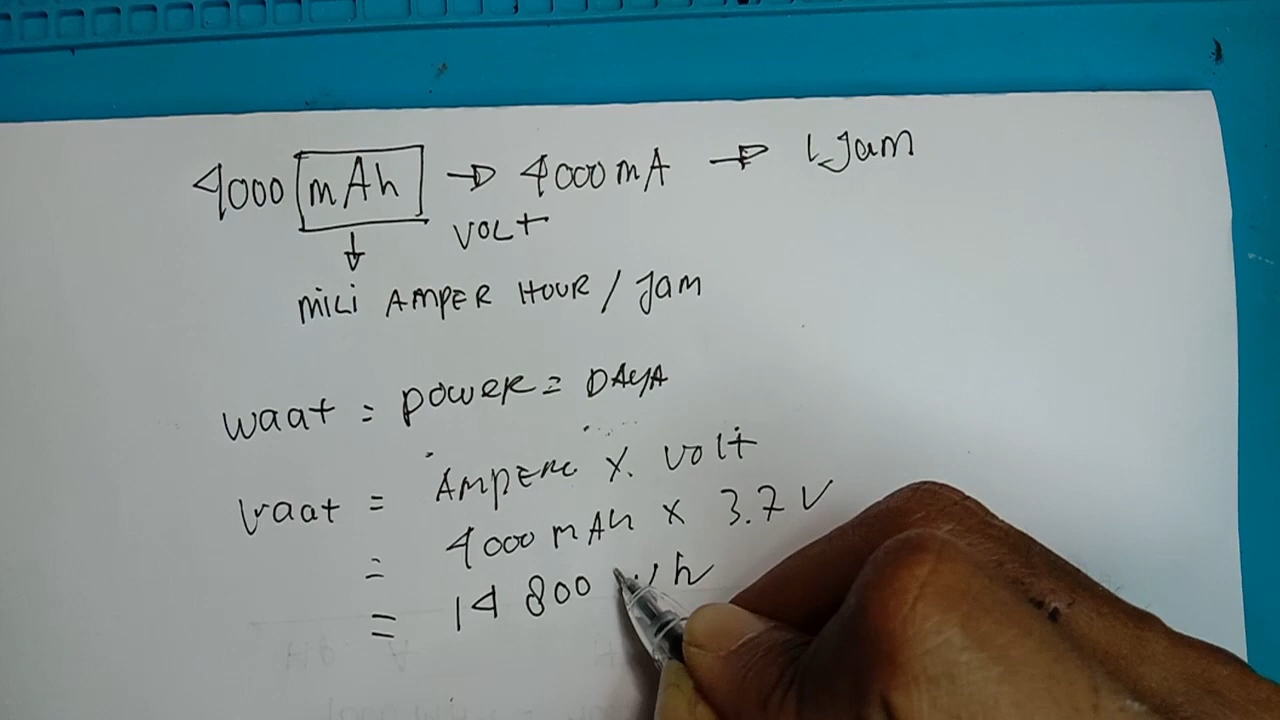 4000 mAh → 4000 mA → 1 Jam
VOLT
MILI AMPER HOUR / Jam
waat = power = DAYA
waat = AMPERE X. volt
= 4000 mAh x 3.7 V
= 14 800